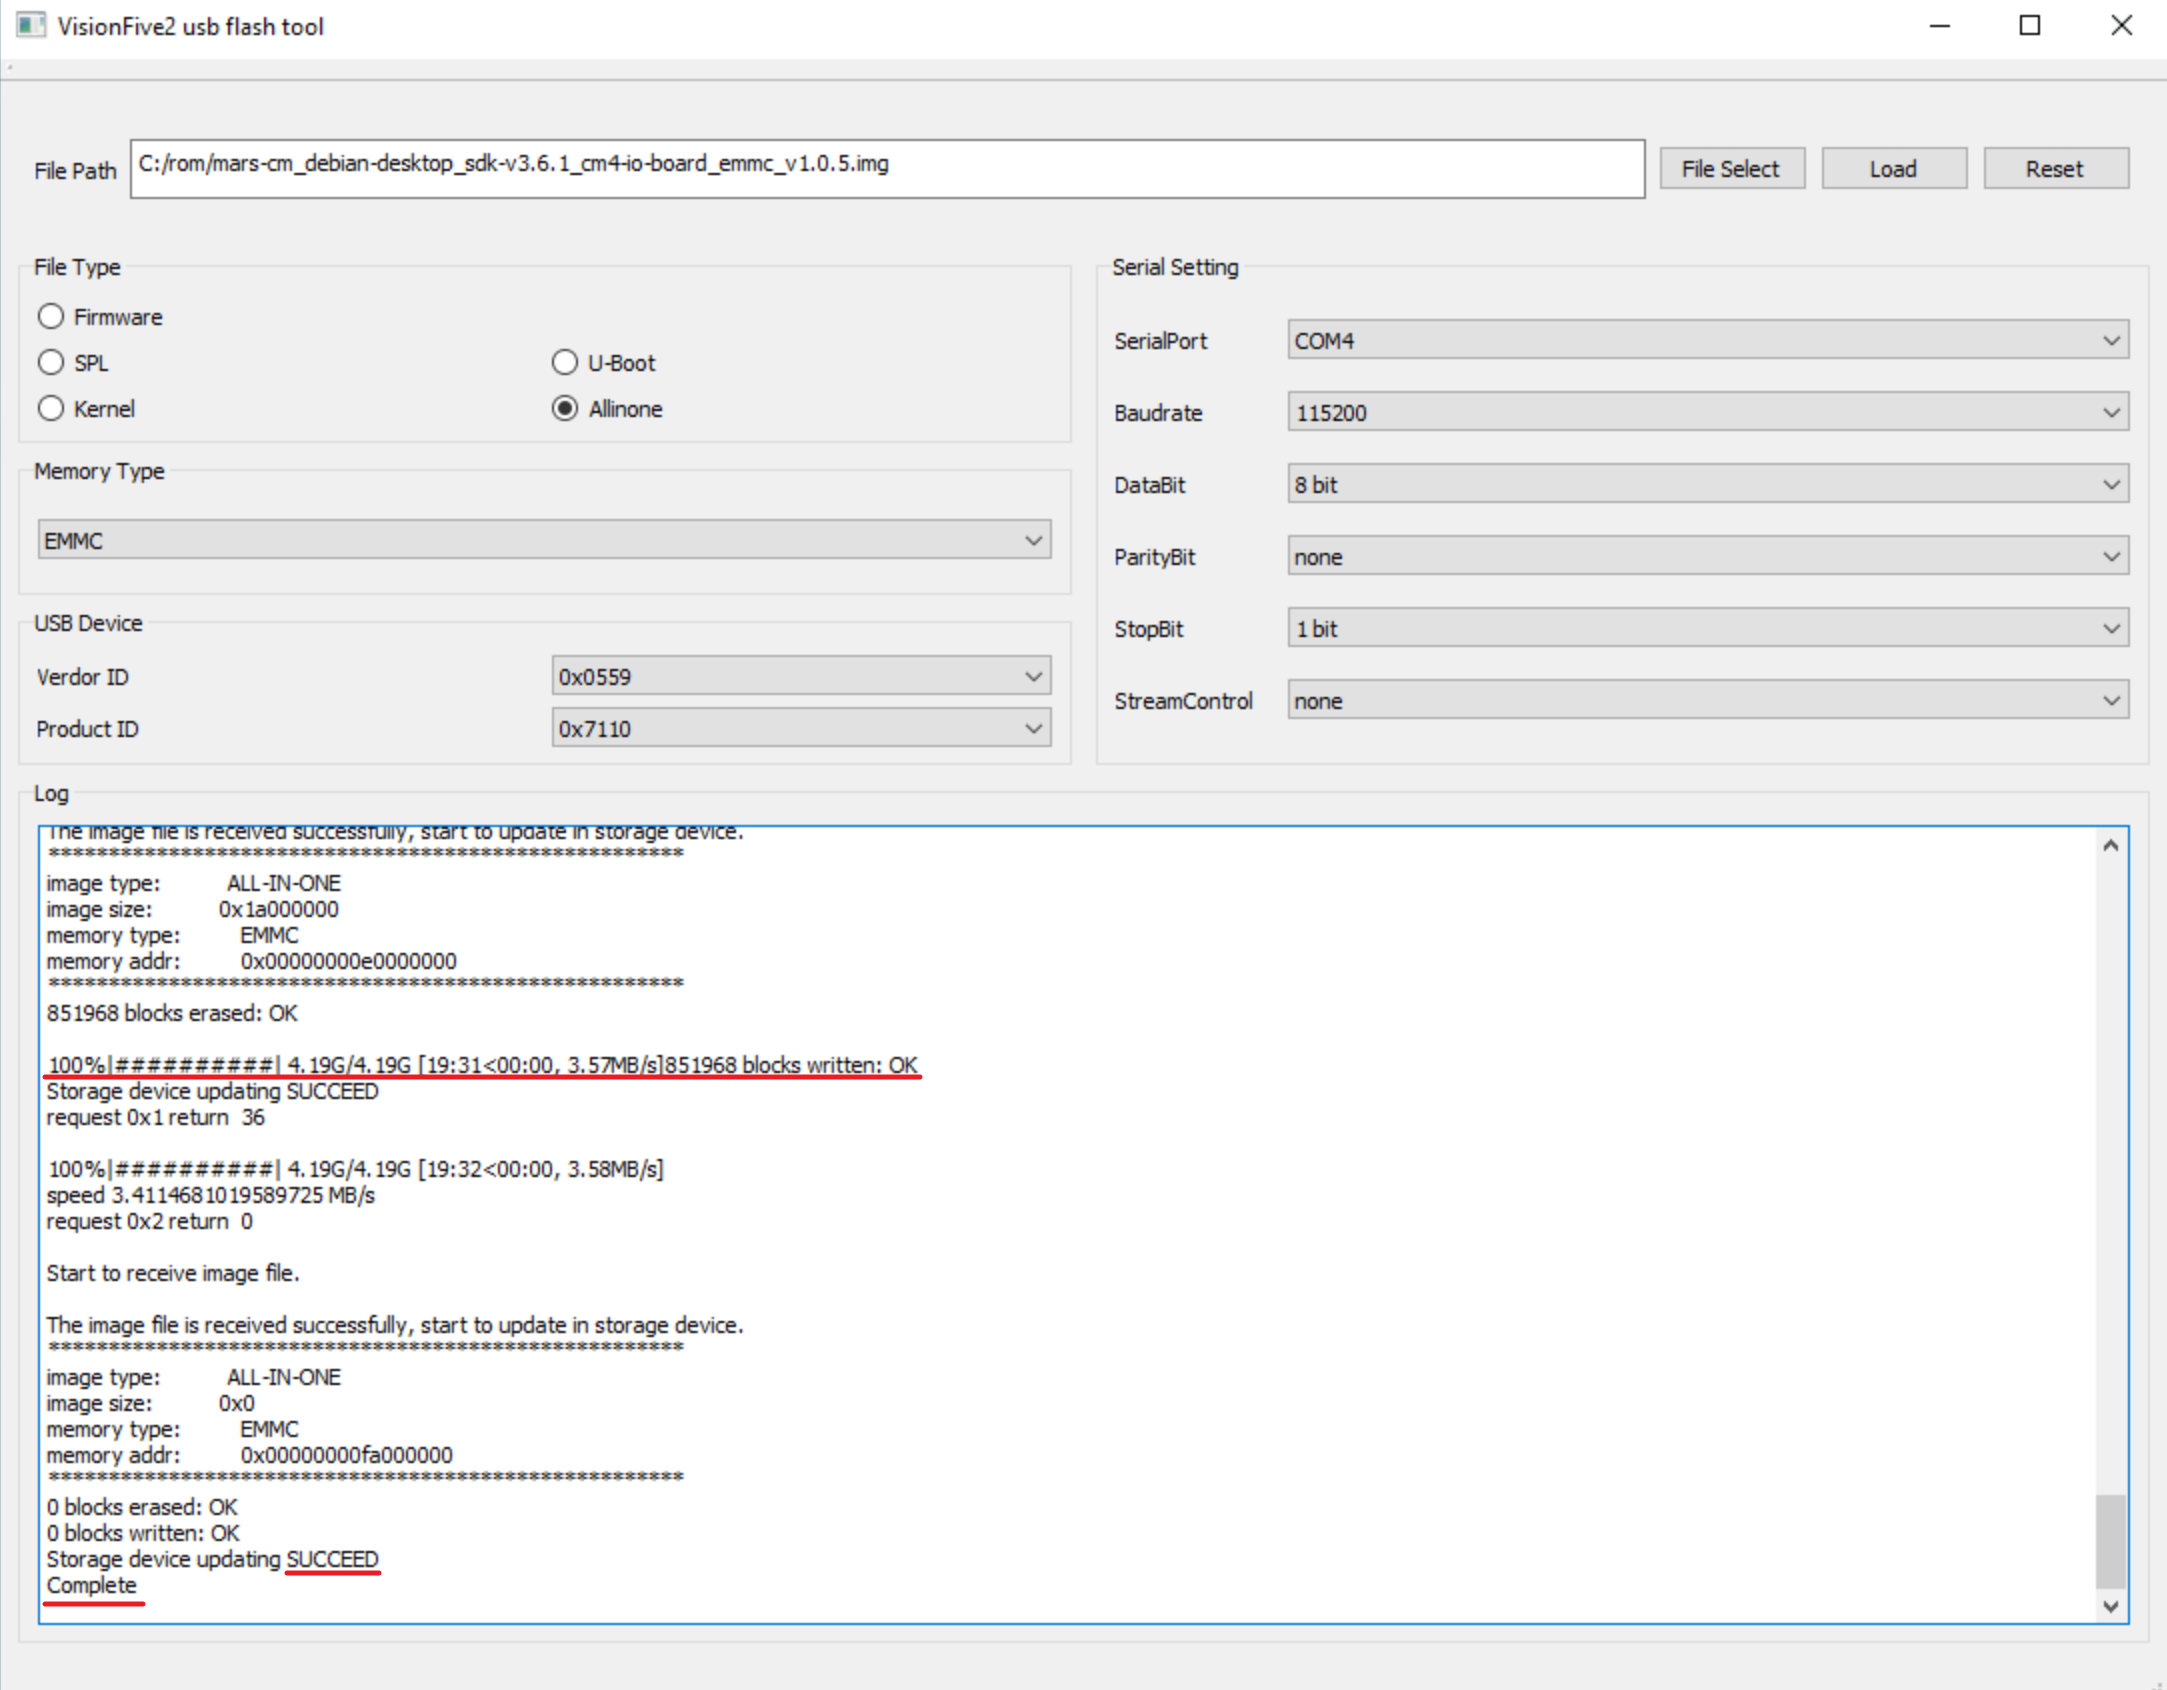 VisionFive2 usb flash tool
File Path C:/rom/mars-cm_debian-desktop_sdk-v3.6.1_cm4-io-board_emmc_v1.0.5.img File Select Load Reset
File Type
Firmware
SPL U-Boot
Kernel Allinone
Memory Type
EMMC
USB Device
Verdor ID 0x0559
Product ID 0x7110
Serial Setting
SerialPort COM4
Baudrate 115200
DataBit 8 bit
ParityBit none
StopBit 1 bit
StreamControl none
Log
The image file is received successfully, start to update in storage device.
*****************************************************
image type: ALL-IN-ONE
image size: 0x1a000000
memory type: EMMC
memory addr: 0x00000000e0000000
*****************************************************
851968 blocks erased: OK
100%|##########| 4.19G/4.19G [19:31<00:00, 3.57MB/s]851968 blocks written: OK
Storage device updating SUCCEED
request 0x1 return 36
100%|##########| 4.19G/4.19G [19:32<00:00, 3.58MB/s]
speed 3.4114681019589725 MB/s
request 0x2 return 0
Start to receive image file.
The image file is received successfully, start to update in storage device.
*****************************************************
image type: ALL-IN-ONE
image size: 0x0
memory type: EMMC
memory addr: 0x00000000fa000000
*****************************************************
0 blocks erased: OK
0 blocks written: OK
Storage device updating SUCCEED
Complete